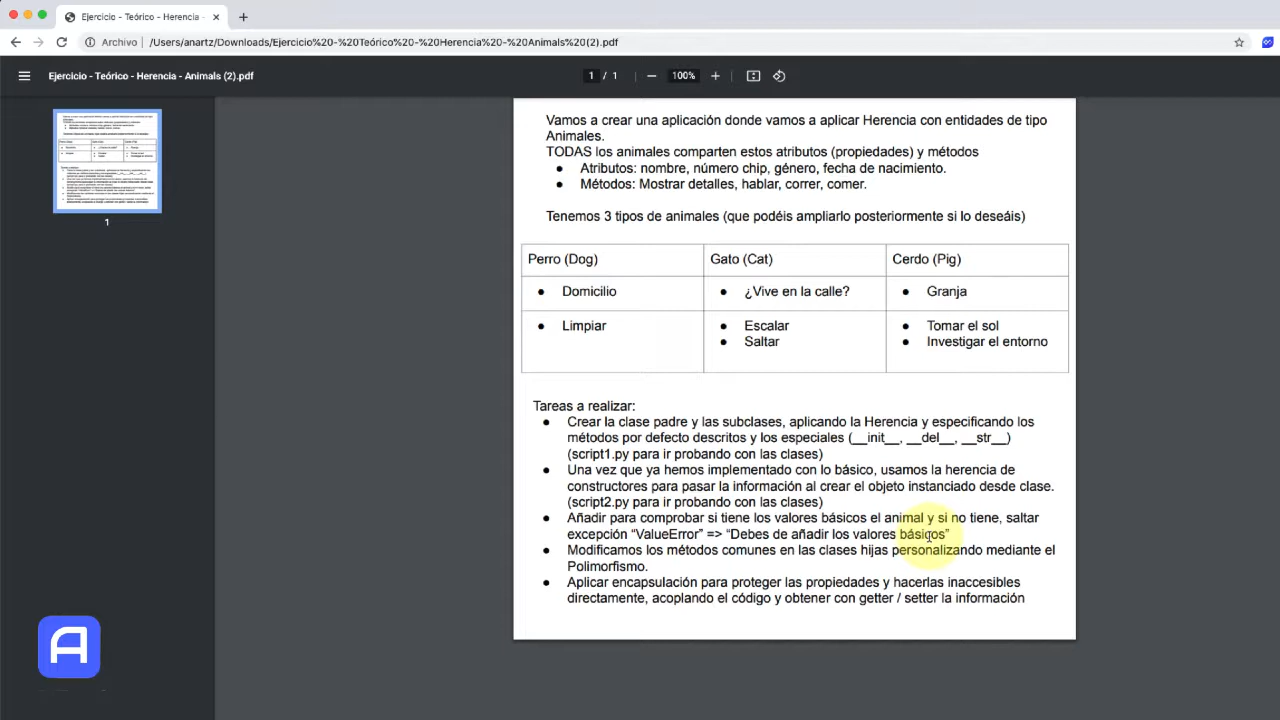 Ejercicio - Teórico - Herencia -
Archivo /Users/anartz/Downloads/Ejercicio%20-%20Teórico%20-%20Herencia%20-%20Animals%20(2).pdf
Ejercicio - Teórico - Herencia - Animals (2).pdf
1 / 1
100%
Vamos a crear una aplicación donde vamos a aplicar Herencia con entidades de tipo
Animales.
TODAS los animales comparten estos datos (propiedades) y métodos
● Atributos: nombre, número chip, género, fecha de nacimiento.
● Métodos: Mostrar detalles, hablar, correr, comer.
Tenemos 3 tipos de animales (que podéis ampliarlo posteriormente si lo deseáis)
Perro (Dog) Gato (Cat) Cerdo (Pig)
● Domicilio ● ¿Vive en la calle? ● Granja
● Limpiar ● Escalar ● Tomar el sol
● Saltar ● Investigar el entorno
Tareas a realizar:
● Crear la clase padre y las subclases, aplicando la Herencia y especificando los
métodos por defecto descritos y los especiales (__init__, __del__, __str__)
(script1.py para ir probando con las clases)
● Una vez que ya hemos implementado con lo básico, usamos la herencia de
constructores para pasar la información al crear el objeto instanciado desde clase.
(script2.py para ir probando con las clases)
● Añadir para comprobar si tiene los valores básicos el animal y si no tiene, saltar
excepción “ValueError” => “Debes de añadir los valores básicos”
● Modificamos los métodos comunes en las clases hijas personalizando mediante el
Polimorfismo.
● Aplicar encapsulación para proteger las propiedades y hacerlas inaccesibles
directamente, acoplando el código y obtener con getter / setter la información
1